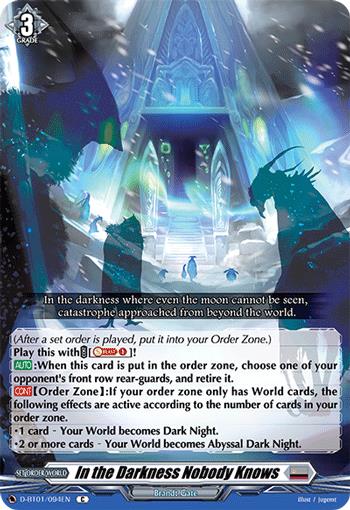 3
GRADE
In the darkness where even the moon cannot be seen,
catastrophe approached from beyond the world.
(After a set order is played, put it into your Order Zone.)
Play this with [ 1 ]!
AUTO:When this card is put in the order zone, choose one of your
opponent's front row rear-guards, and retire it.
CONT【Order Zone】:If your order zone only has World cards, the
following effects are active according to the number of cards in your
order zone.
•1 card - Your World becomes Dark Night.
•2 or more cards - Your World becomes Abyssal Dark Night.
-SET ORDER/WORLD-
In the Darkness Nobody Knows
Brandt Gate
D-BT01/094EN C
Illust / Jugemt